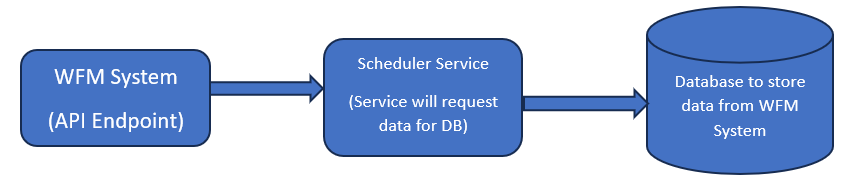 WFM System
(API Endpoint)
Scheduler Service
(Service will request
data for DB)
Database to store
data from WFM
System